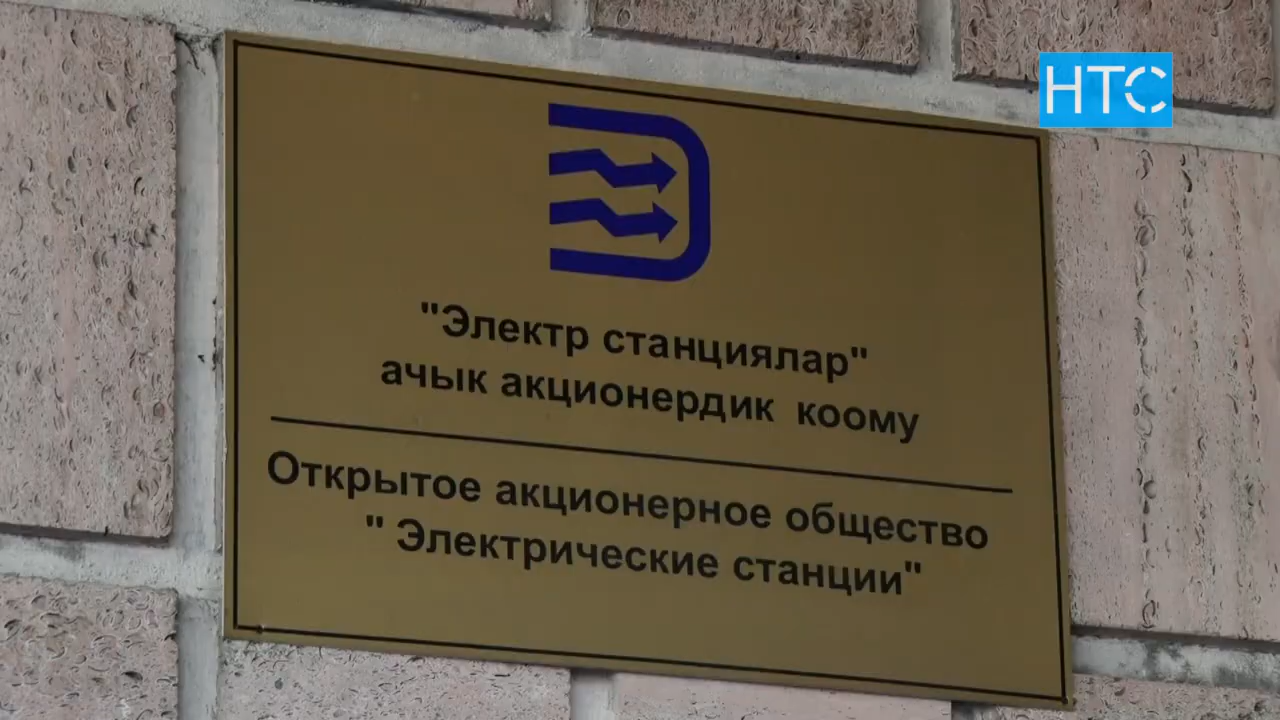 НТС
"Электр станциялар"
ачык акционердик коому
Открытое акционерное общество
" Электрические станции"